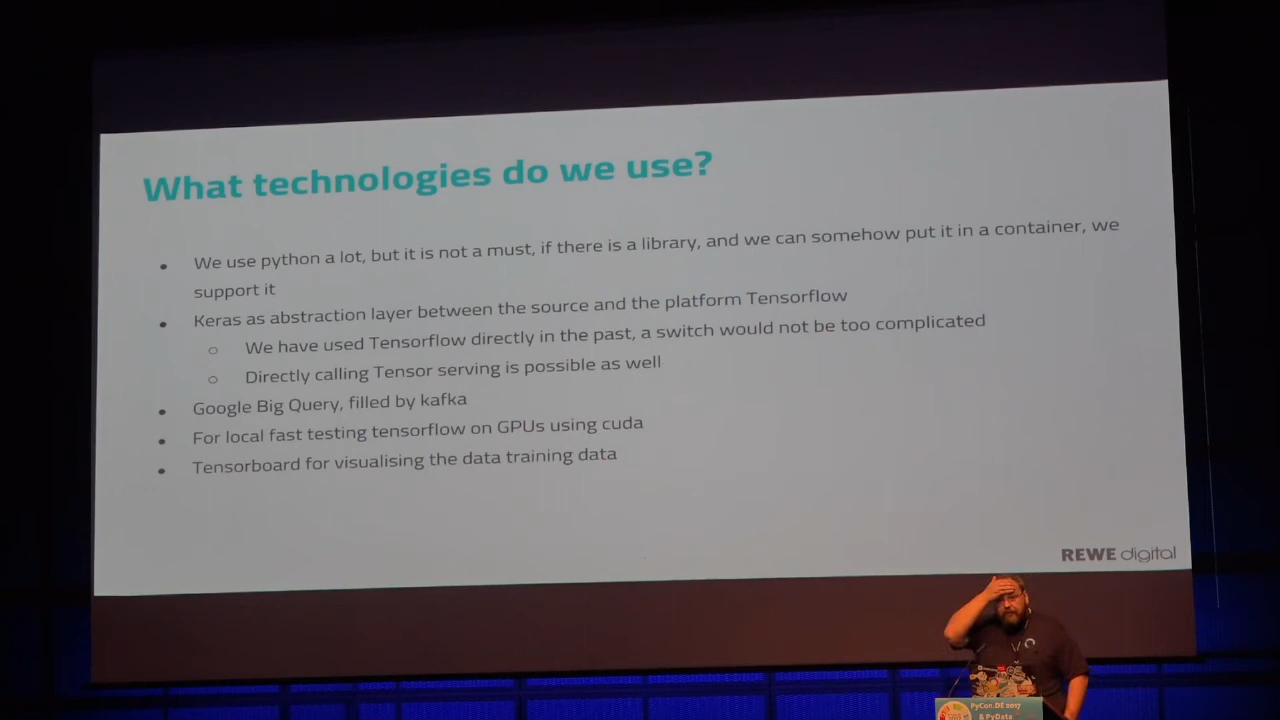 What technologies do we use?
We use python a lot, but it is not a must, if there is a library, and we can somehow put it in a container, we
support it
Keras as abstraction layer between the source and the platform Tensorflow
We have used Tensorflow directly in the past, a switch would not be too complicated
Directly calling Tensor serving is possible as well
Google Big Query, filled by kafka
For local fast testing tensorflow on GPUs using cuda
Tensorboard for visualising the data training data
REWE digital
PyCon.DE 2017
& PyData